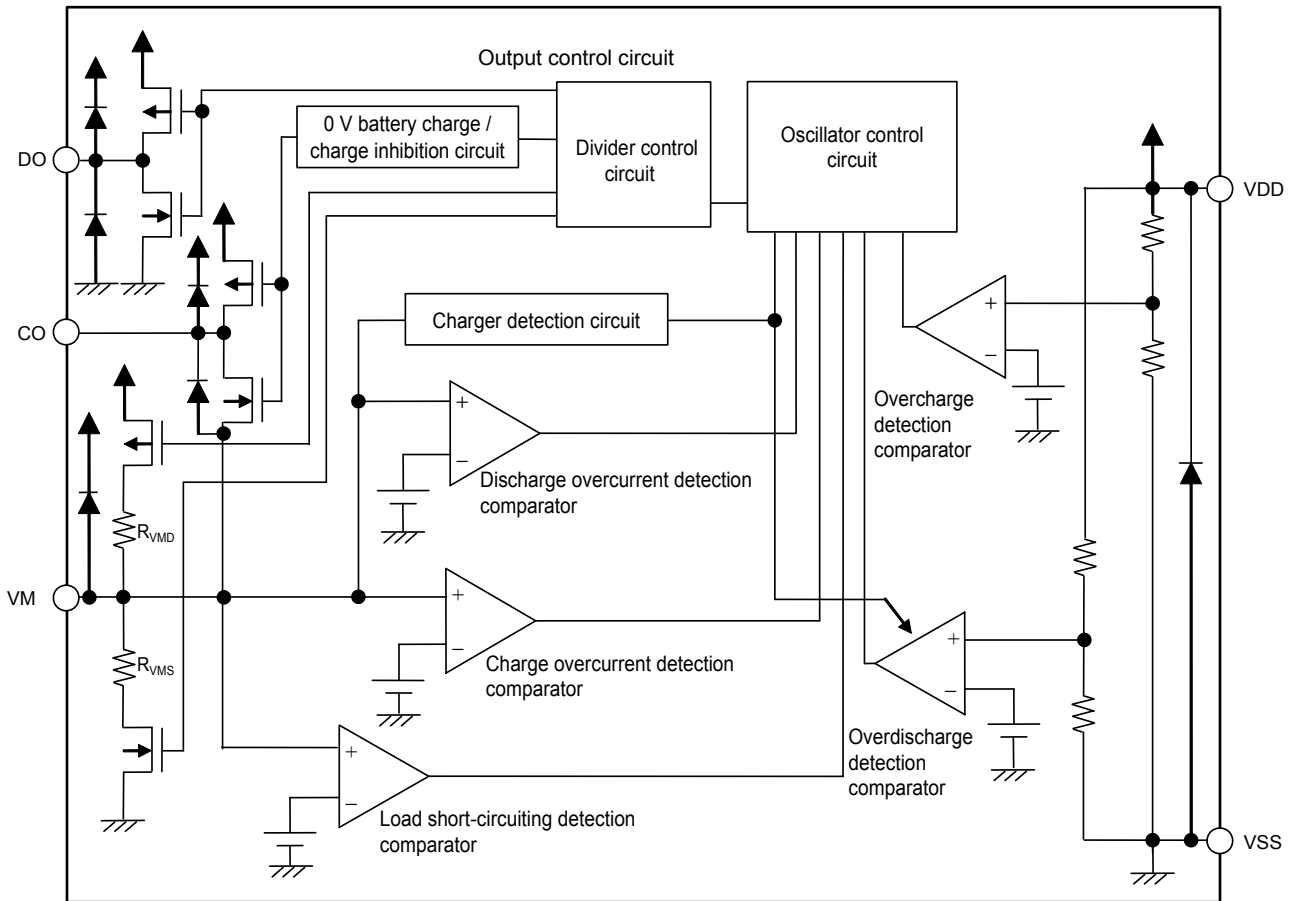 Output control circuit
0 V battery charge /
charge inhibition circuit
Divider control
circuit
Oscillator control
circuit
DO
VDD
CO
Charger detection circuit
+
−
Overcharge
detection
comparator
+
−
Discharge overcurrent detection
comparator
RVMD
VM
+
−
Charge overcurrent detection
comparator
RVMS
+
−
Overdischarge
detection
comparator
+
−
Load short-circuiting detection
comparator
VSS